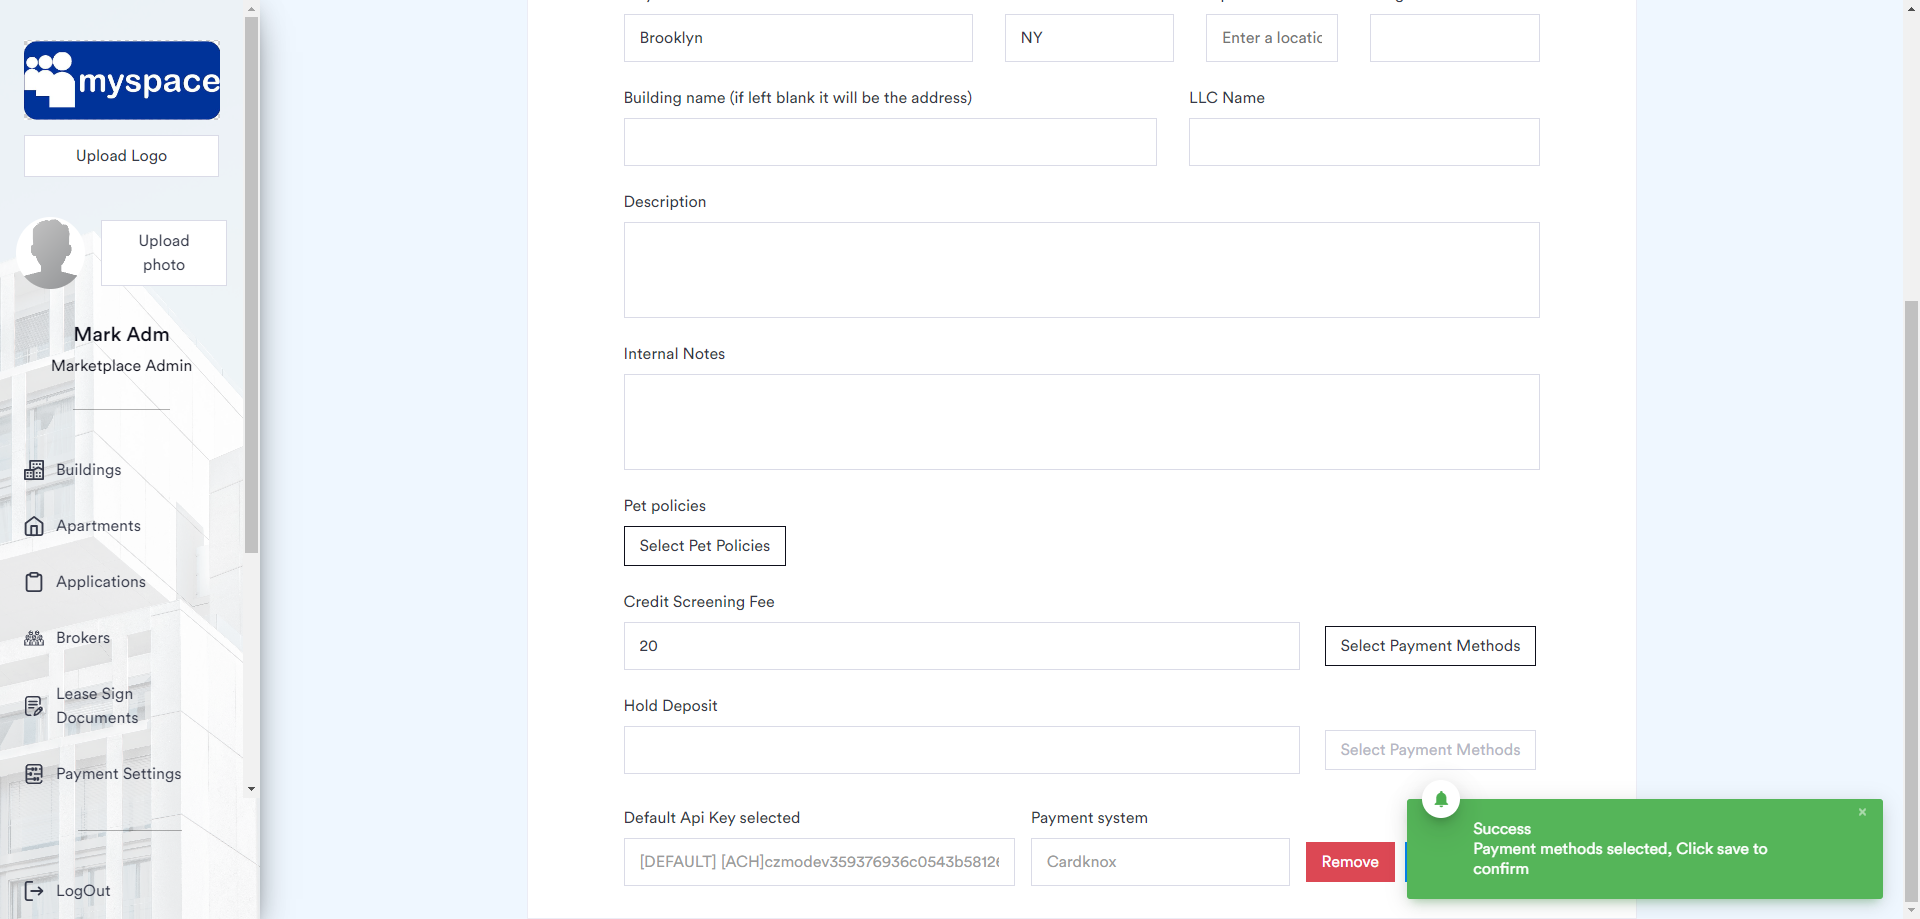 myspace
Upload Logo
Upload
photo
Mark Adm
Marketplace Admin
Buildings
Apartments
Applications
Brokers
Lease Sign
Documents
Payment Settings
LogOut
Brooklyn
NY
Enter a locatic
Building name (if left blank it will be the address)
LLC Name
Description
Internal Notes
Pet policies
Select Pet Policies
Credit Screening Fee
20
Select Payment Methods
Hold Deposit
Select Payment Methods
Default Api Key selected
Payment system
[DEFAULT] [ACH]czmodev359376936c0543b5812
Cardknox
Remove
Success
Payment methods selected, Click save to
confirm